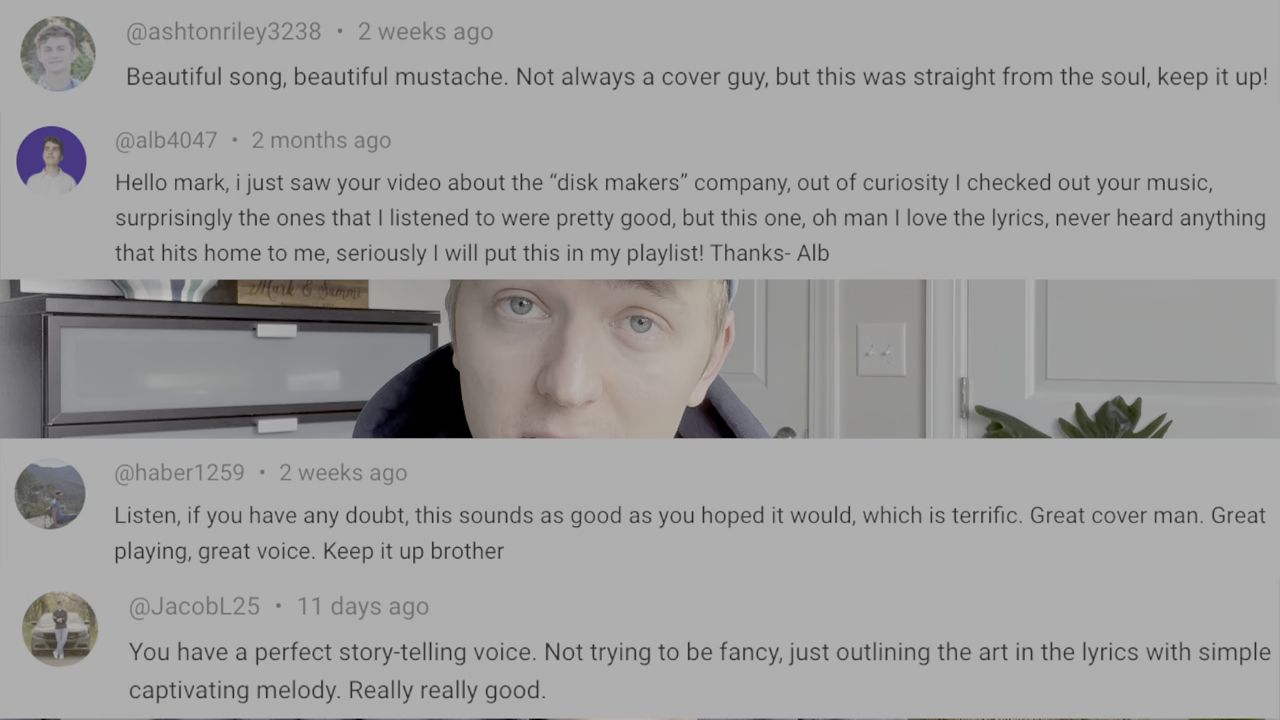 @ashtonriley3238 • 2 weeks ago
Beautiful song, beautiful mustache. Not always a cover guy, but this was straight from the soul, keep it up!
@alb4047 • 2 months ago
Hello mark, i just saw your video about the “disk makers” company, out of curiosity I checked out your music,
surprisingly the ones that I listened to were pretty good, but this one, oh man I love the lyrics, never heard anything
that hits home to me, seriously I will put this in my playlist! Thanks- Alb
Mark & Sammi
@haber1259 • 2 weeks ago
Listen, if you have any doubt, this sounds as good as you hoped it would, which is terrific. Great cover man. Great
playing, great voice. Keep it up brother
@JacobL25 • 11 days ago
You have a perfect story-telling voice. Not trying to be fancy, just outlining the art in the lyrics with simple
captivating melody. Really really good.